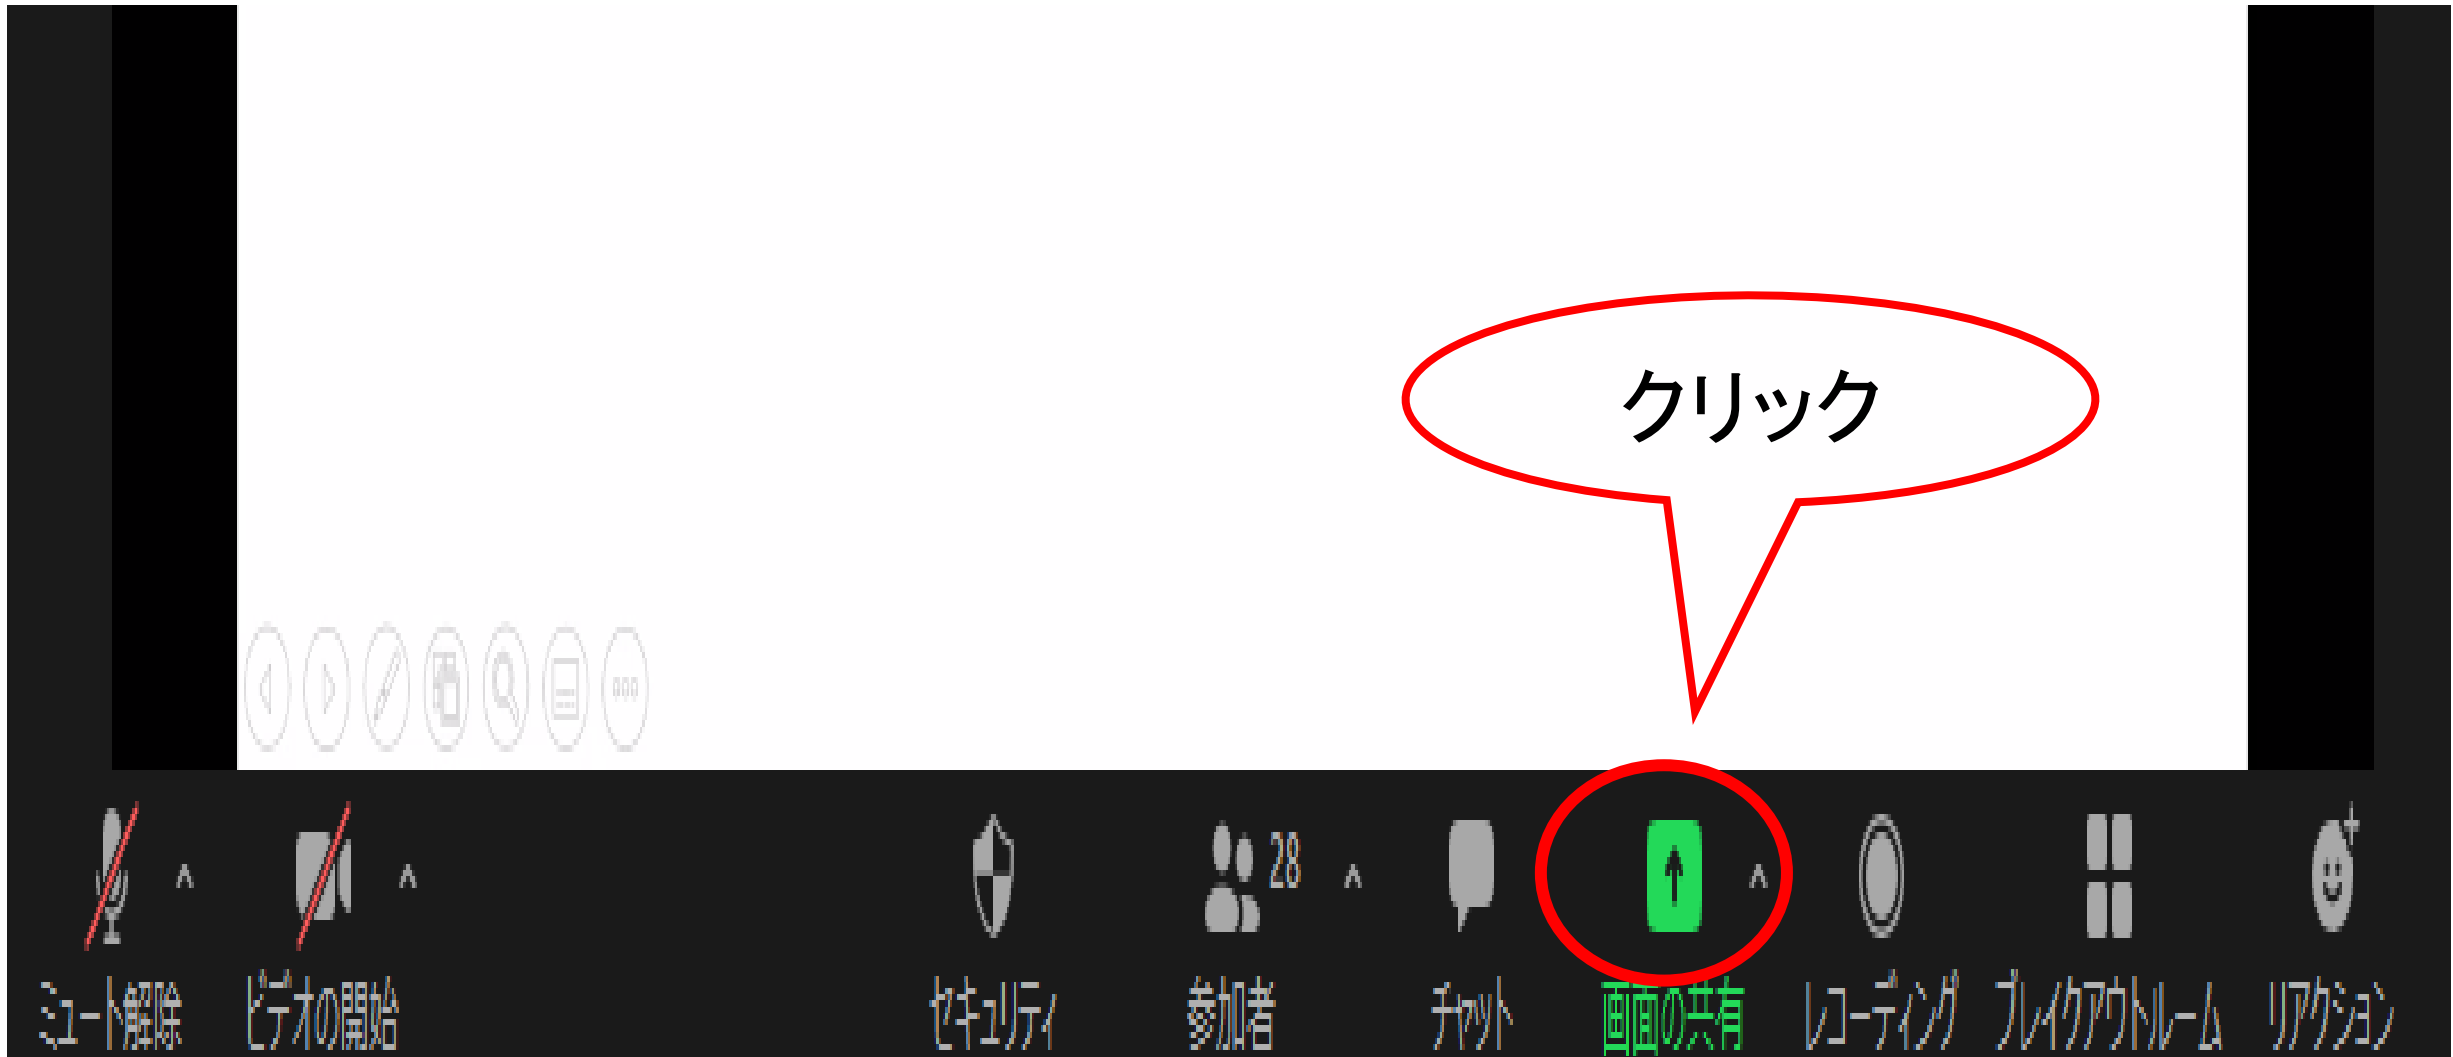 クリック
28
ミュート解除
ビデオの開始
セキュリティ
参加者
チャット
画面の共有
レコーディング
ブレイクアウトルーム
リアクション